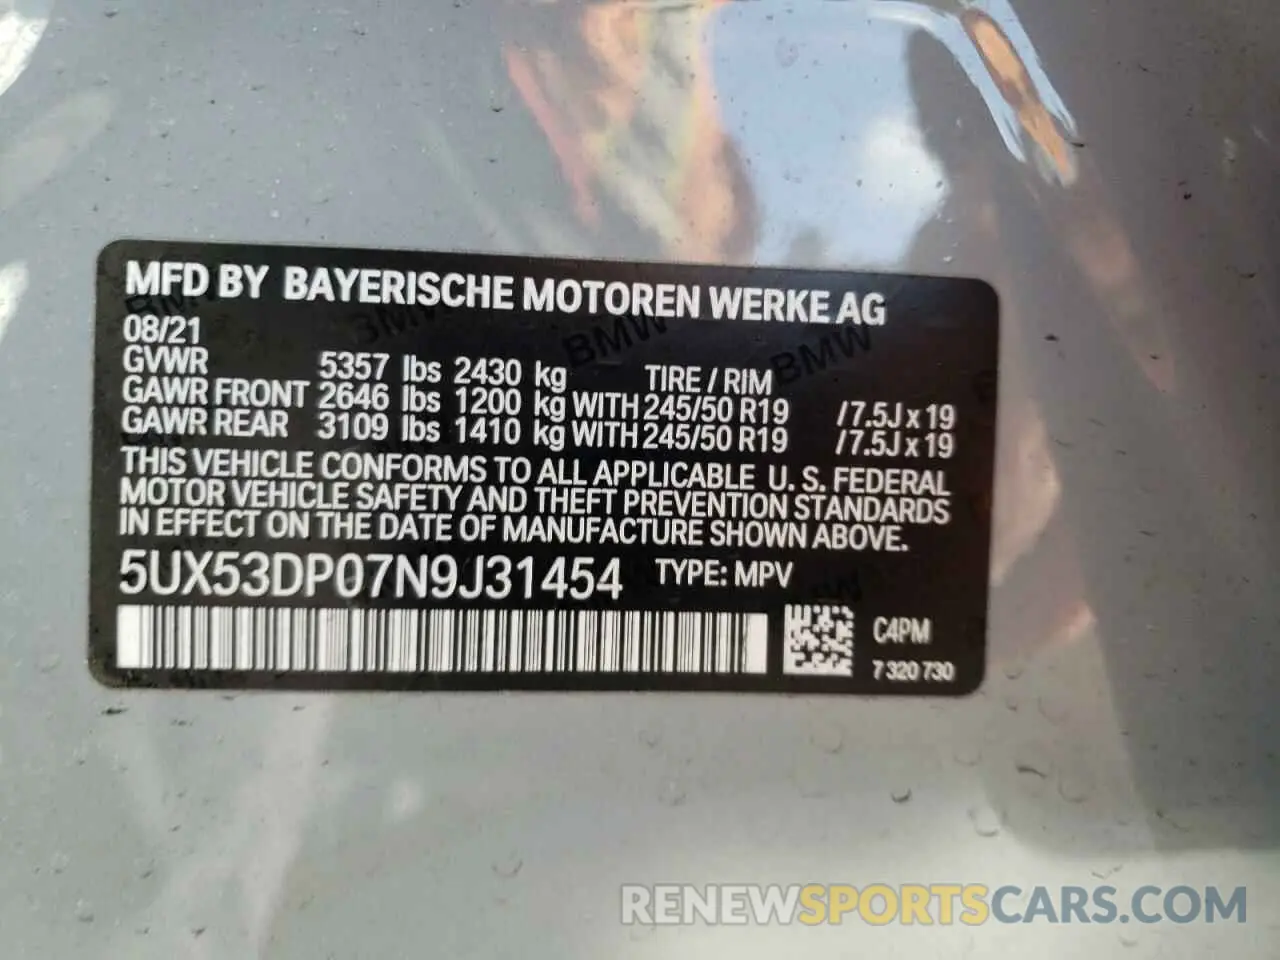 MFD BY BAYERISCHE MOTOREN WERKE AG
08/21
GVWR 5357 lbs 2430 kg TIRE / RIM
GAWR FRONT 2646 lbs 1200 kg WITH 245/50 R19 / 7.5J x 19
GAWR REAR 3109 lbs 1410 kg WITH 245/50 R19 / 7.5J x 19
THIS VEHICLE CONFORMS TO ALL APPLICABLE U. S. FEDERAL
MOTOR VEHICLE SAFETY AND THEFT PREVENTION STANDARDS
IN EFFECT ON THE DATE OF MANUFACTURE SHOWN ABOVE.
5UX53DP07N9J31454 TYPE: MPV
C4PM
7 320 730
RENEWSPORTSCARS.COM